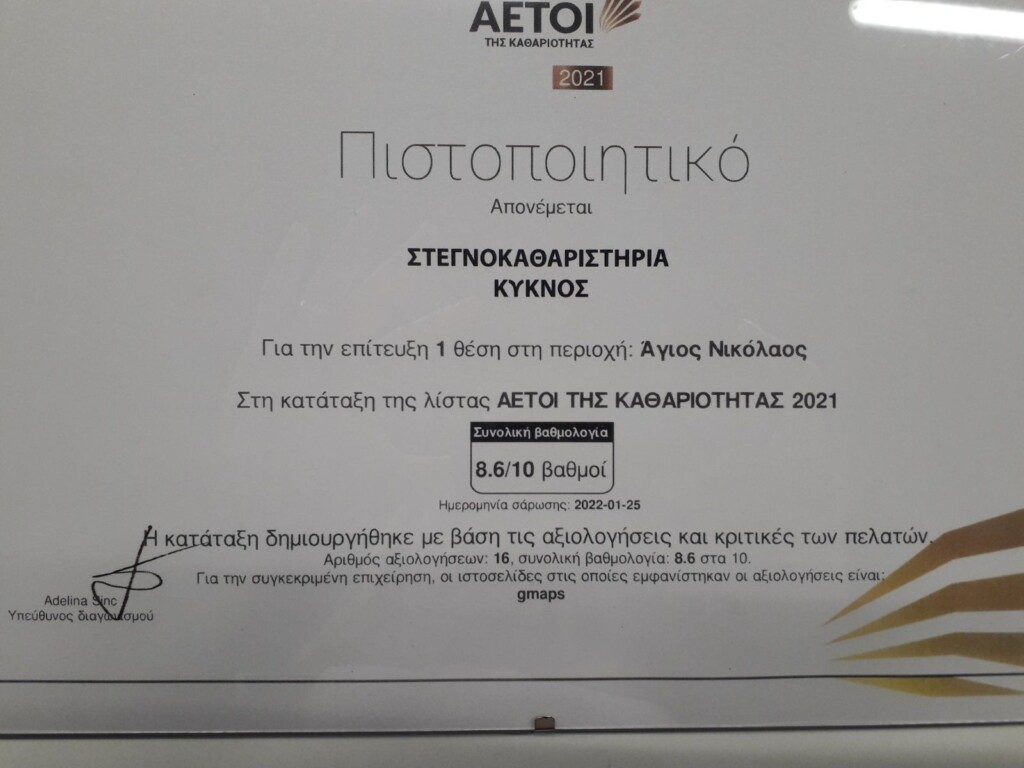 ΑΕΤΟΙ
ΤΗΣ ΚΑΘΑΡΙΟΤΗΤΑΣ
2021
Πιστοποιητικό
Απονέμεται
ΣΤΕΓΝΟΚΑΘΑΡΙΣΤΗΡΙΑ
ΚΥΚΝΟΣ
Για την επίτευξη 1 θέση στη περιοχή: Άγιος Νικόλαος
Στη κατάταξη της λίστας ΑΕΤΟΙ ΤΗΣ ΚΑΘΑΡΙΟΤΗΤΑΣ 2021
Συνολική βαθμολογία
8.6/10 βαθμοί
Ημερομηνία σάρωσης: 2022-01-25
Η κατάταξη δημιουργήθηκε με βάση τις αξιολογήσεις και κριτικές των πελατών.
Αριθμός αξιολογήσεων: 16, συνολική βαθμολογία: 8.6 στα 10.
Για την συγκεκριμένη επιχείρηση, οι ιστοσελίδες στις οποίες εμφανίστηκαν οι αξιολογήσεις είναι:
gmaps
Adelina Sinc
Υπεύθυνος διαγωνισμού